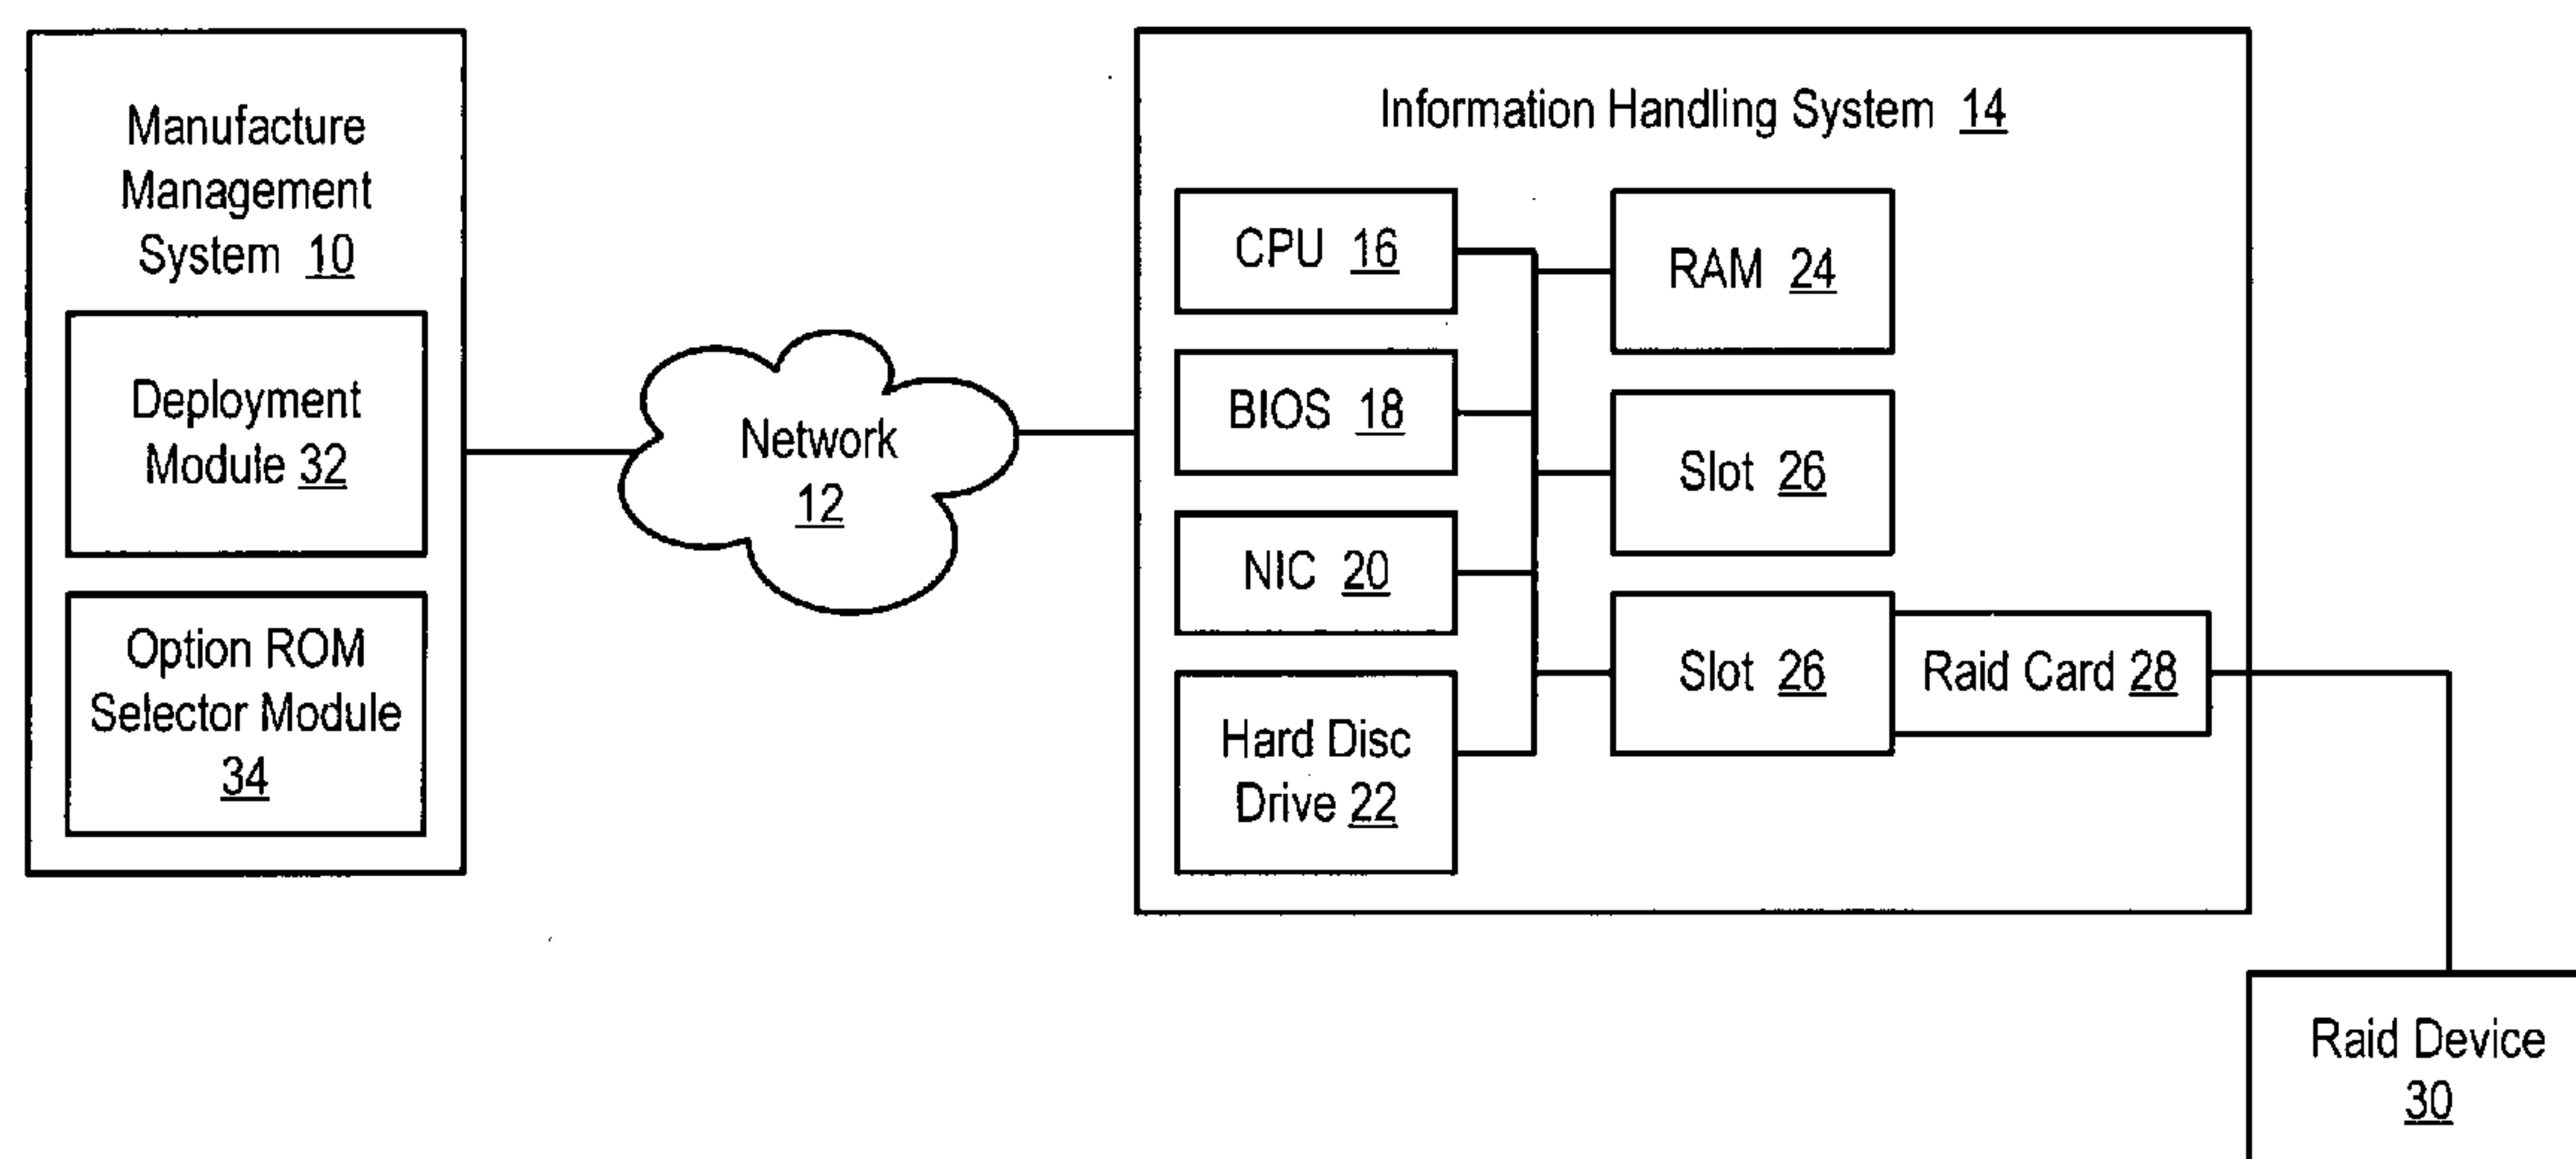 Manufacture
Management
System 10
Deployment
Module 32
Option ROM
Selector Module
34
Network
12
Information Handling System 14
CPU 16
BIOS 18
NIC 20
Hard Disc
Drive 22
RAM 24
Slot 26
Slot 26
Raid Card 28
Raid Device
30